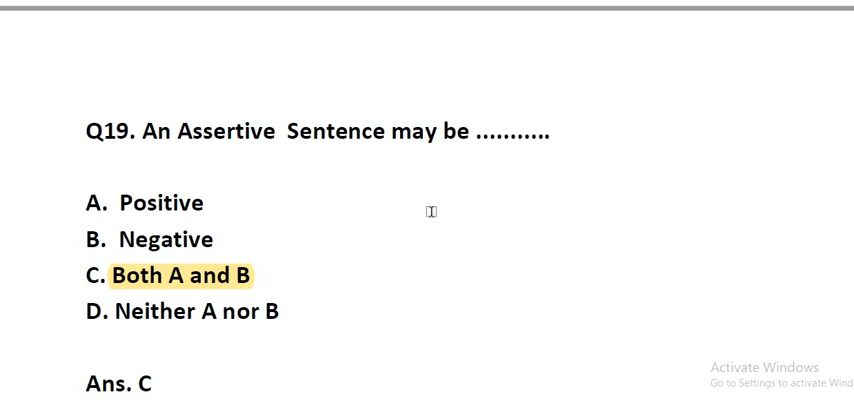 Q19. An Assertive Sentence may be ...........
A. Positive
B. Negative
C. Both A and B
D. Neither A nor B
Ans. C
Activate Windows
Go to Settings to activate Wind